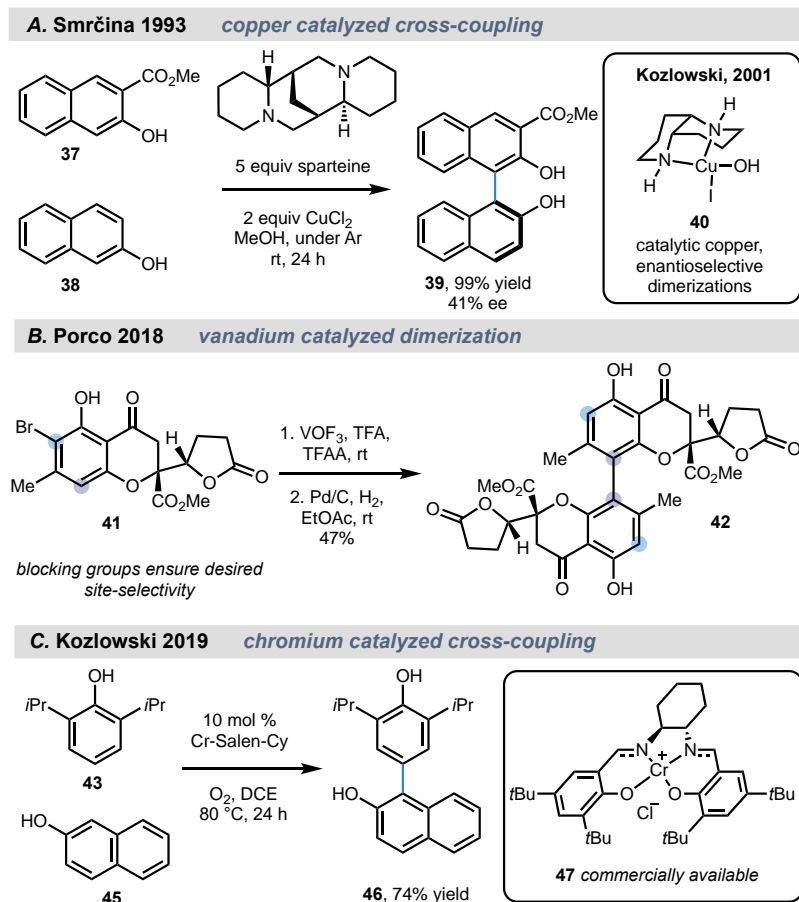 A. Smrčina 1993 copper catalyzed cross-coupling
CO2Me
OH
37
OH
38
H
N
N
H
5 equiv sparteine
2 equiv CuCl2
MeOH, under Ar
rt, 24 h
CO2Me
OH
OH
39, 99% yield
41% ee
Kozlowski, 2001
H
N
N
Cu
OH
H
I
40
catalytic copper,
enantioselective
dimerizations
B. Porco 2018 vanadium catalyzed dimerization
OH
O
Br
H
Me
O
O
O
CO2Me
41
blocking groups ensure desired
site-selectivity
1. VOF3, TFA,
TFAA, rt
2. Pd/C, H2,
EtOAc, rt
47%
OH
O
H
Me
O
O
O
CO2Me
MeO2C
O
Me
O
O
H
O
OH
42
C. Kozlowski 2019 chromium catalyzed cross-coupling
OH
iPr
iPr
43
HO
45
10 mol %
Cr-Salen-Cy
O2, DCE
80 °C, 24 h
OH
iPr
iPr
HO
46, 74% yield
N
+
N
Cr
O
O
tBu
Cl−
tBu
tBu
tBu
47 commercially available